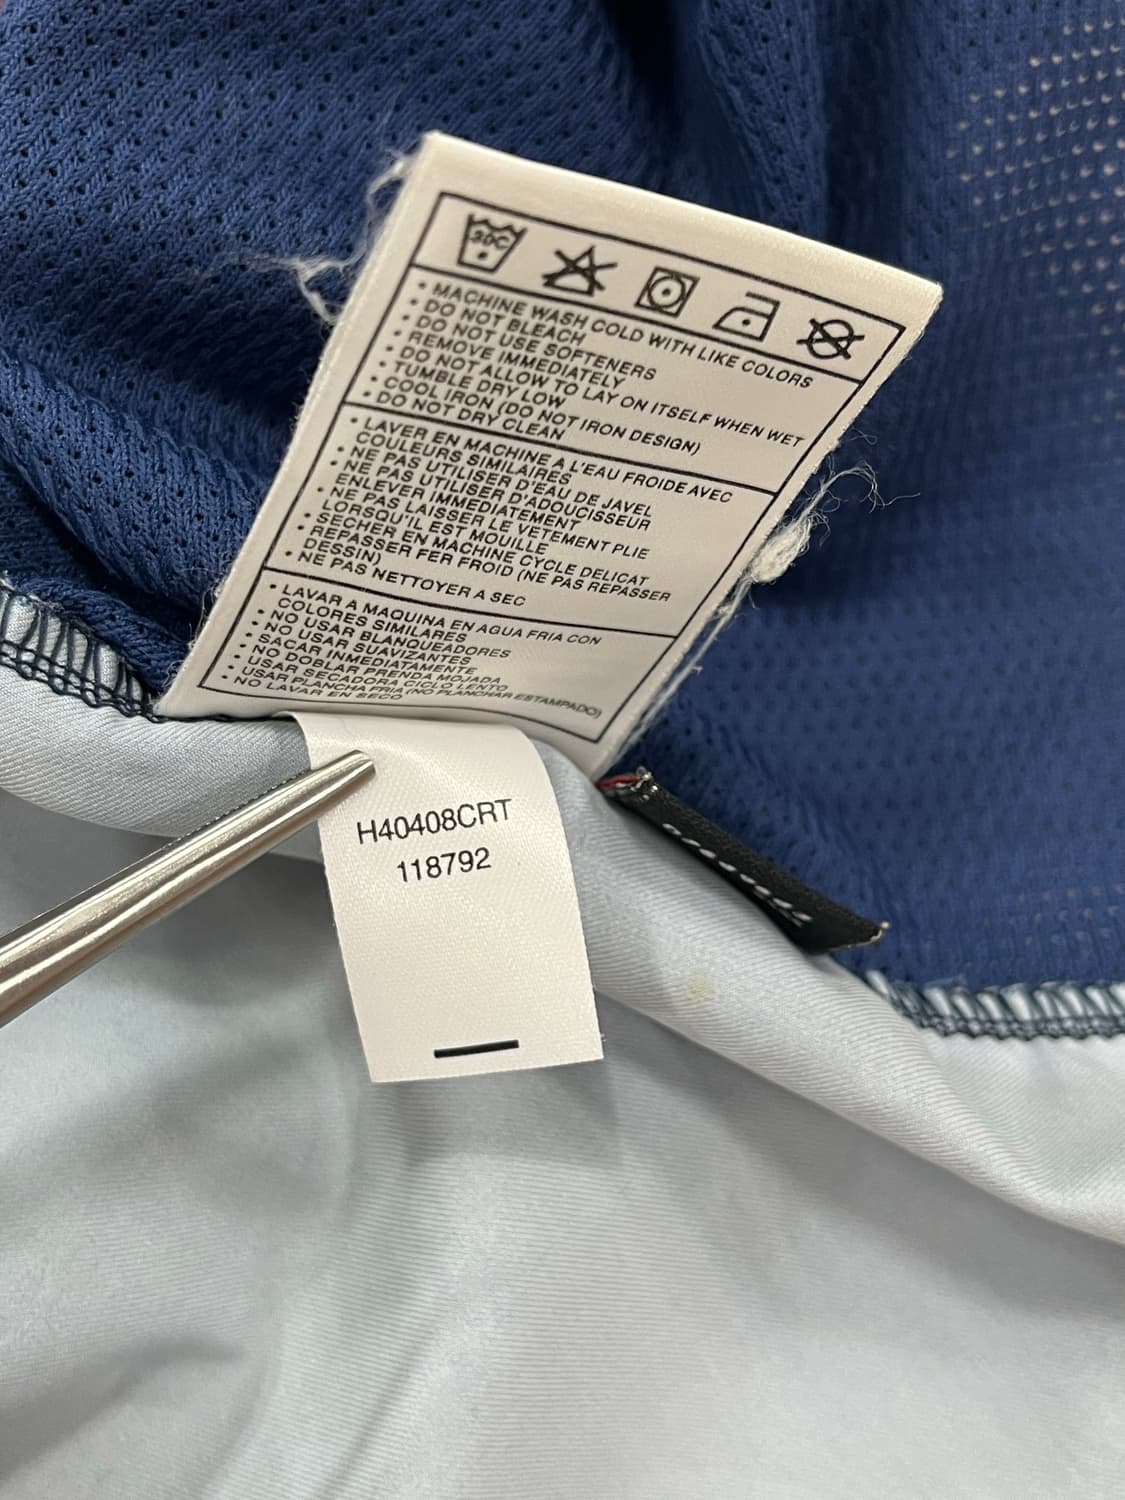 30C
• MACHINE WASH COLD WITH LIKE COLORS
• DO NOT BLEACH
• DO NOT USE SOFTENERS
• REMOVE IMMEDIATELY
• DO NOT ALLOW TO LAY ON ITSELF WHEN WET
• TUMBLE DRY LOW
• COOL IRON (DO NOT IRON DESIGN)
• DO NOT DRY CLEAN
• LAVER EN MACHINE A L'EAU FROIDE AVEC
COULEURS SIMILAIRES
• NE PAS UTILISER D'EAU DE JAVEL
• NE PAS UTILISER D'ADOUCISSEUR
ENLEVER IMMEDIATEMENT
• NE PAS LAISSER LE VETEMENT PLIE
LORSQU'IL EST MOUILLE
• SECHER EN MACHINE CYCLE DELICAT
• REPASSER FER FROID (NE PAS REPASSER
DESSIN)
• NE PAS NETTOYER A SEC
• LAVAR A MAQUINA EN AGUA FRIA CON
COLORES SIMILARES
• NO USAR BLANQUEADORES
• NO USAR SUAVIZANTES
• SACAR INMEDIATAMENTE
• NO DOBLAR PRENDA MOJADA
• USAR SECADORA CICLO LENTO
• USAR PLANCHA FRIA (NO PLANCHAR ESTAMPADO)
• NO LAVAR EN SECO
H40408CRT
118792